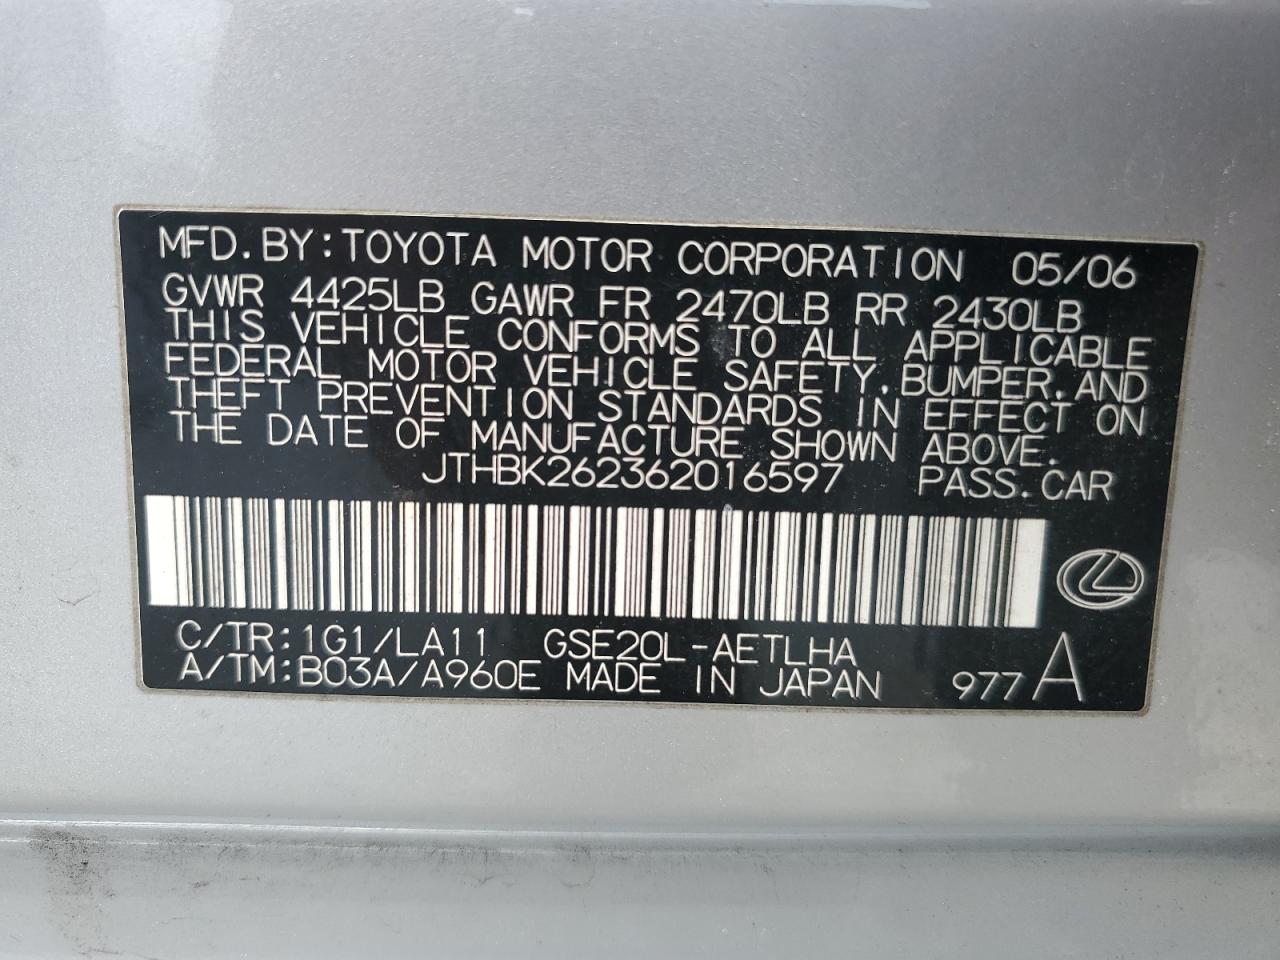 MFD.BY:TOYOTA MOTOR CORPORATION 05/06
GVWR 4425LB GAWR FR 2470LB RR 2430LB
THIS VEHICLE CONFORMS TO ALL APPLICABLE
FEDERAL MOTOR VEHICLE SAFETY,BUMPER,AND
THEFT PREVENTION STANDARDS IN EFFECT ON
THE DATE OF MANUFACTURE SHOWN ABOVE.
JTHBK262362016597 PASS.CAR
C/TR:1G1/LA11 GSE20L-AETLHA
A/TM:B03A/A960E MADE IN JAPAN 977 A